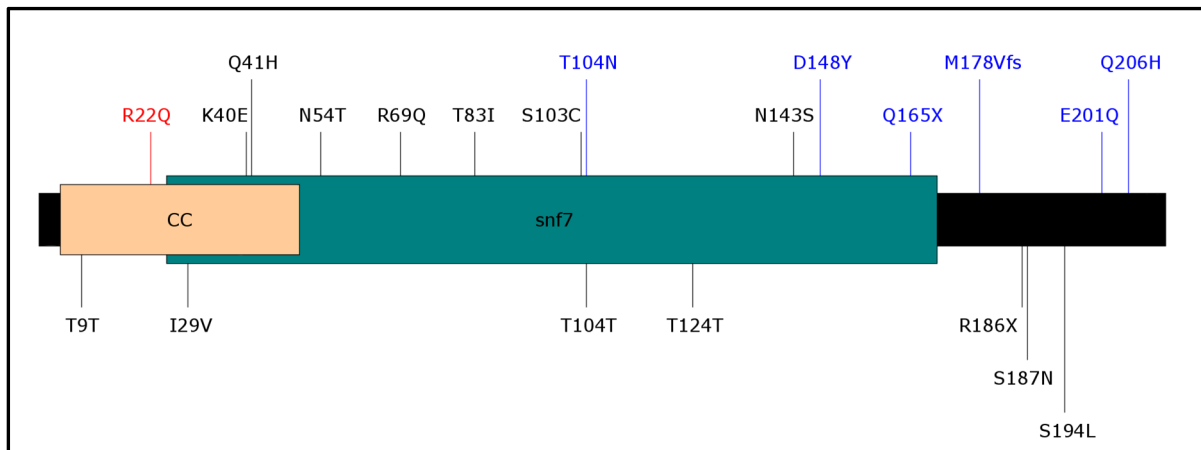 Q41H T104N D148Y M178Vfs Q206H
R22Q K40E N54T R69Q T83I S103C N143S Q165X E201Q
CC snf7
T9T I29V T104T T124T R186X
S187N
S194L